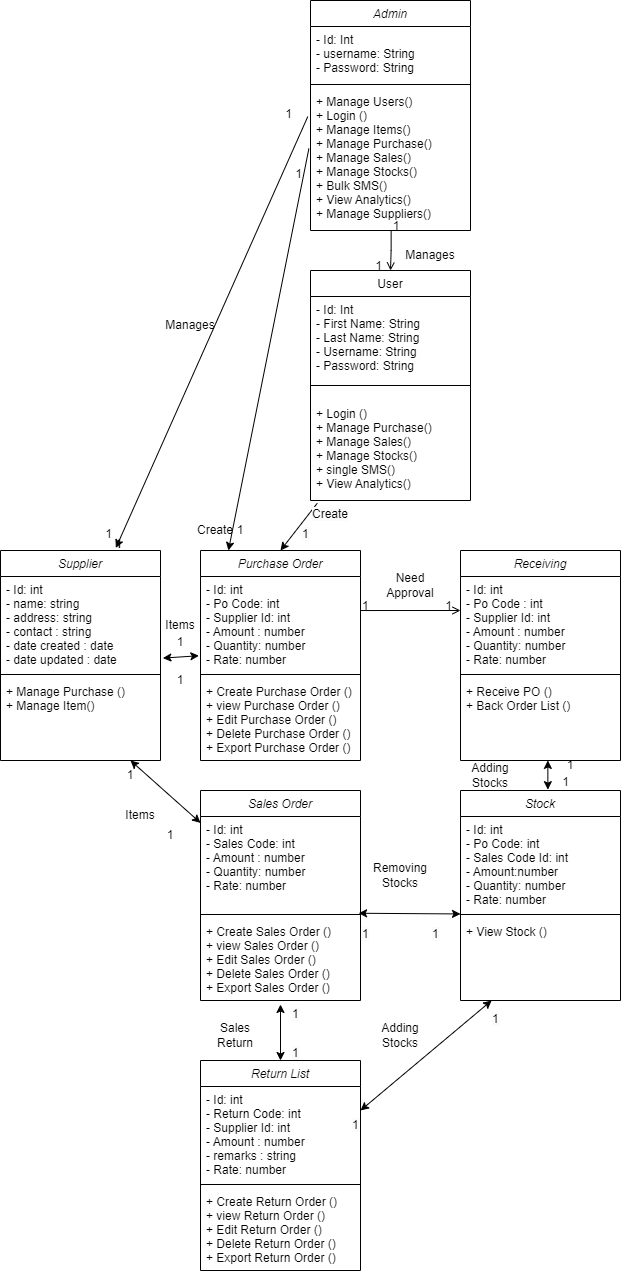 Admin
- Id: Int
- username: String
- Password: String
+ Manage Users()
+ Login ()
+ Manage Items()
+ Manage Purchase()
+ Manage Sales()
+ Manage Stocks()
+ Bulk SMS()
+ View Analytics()
+ Manage Suppliers()
1
1
1
Manages
1
User
- Id: Int
- First Name: String
- Last Name: String
- Username: String
- Password: String
+ Login ()
+ Manage Purchase()
+ Manage Sales()
+ Manage Stocks()
+ single SMS()
+ View Analytics()
Manages
1
Create 1
Create
1
Supplier
- Id: int
- name: string
- address: string
- contact : string
- date created : date
- date updated : date
+ Manage Purchase ()
+ Manage Item()
Items
1
1
Purchase Order
- Id: int
- Po Code: int
- Supplier Id: int
- Amount : number
- Quantity: number
- Rate: number
+ Create Purchase Order ()
+ view Purchase Order ()
+ Edit Purchase Order ()
+ Delete Purchase Order ()
+ Export Purchase Order ()
Need
Approval
1
1
Receiving
- Id: int
- Po Code : int
- Supplier Id: int
- Amount : number
- Quantity: number
- Rate: number
+ Receive PO ()
+ Back Order List ()
1
Items
1
Adding
Stocks
1
1
Sales Order
- Id: int
- Sales Code: int
- Amount : number
- Quantity: number
- Rate: number
+ Create Sales Order ()
+ view Sales Order ()
+ Edit Sales Order ()
+ Delete Sales Order ()
+ Export Sales Order ()
Removing
Stocks
1
1
Stock
- Id: int
- Po Code: int
- Sales Code Id: int
- Amount:number
- Quantity: number
- Rate: number
+ View Stock ()
Sales
Return
1
1
Adding
Stocks
1
1
Return List
- Id: int
- Return Code: int
- Supplier Id: int
- Amount : number
- remarks : string
- Rate: number
+ Create Return Order ()
+ view Return Order ()
+ Edit Return Order ()
+ Delete Return Order ()
+ Export Return Order ()